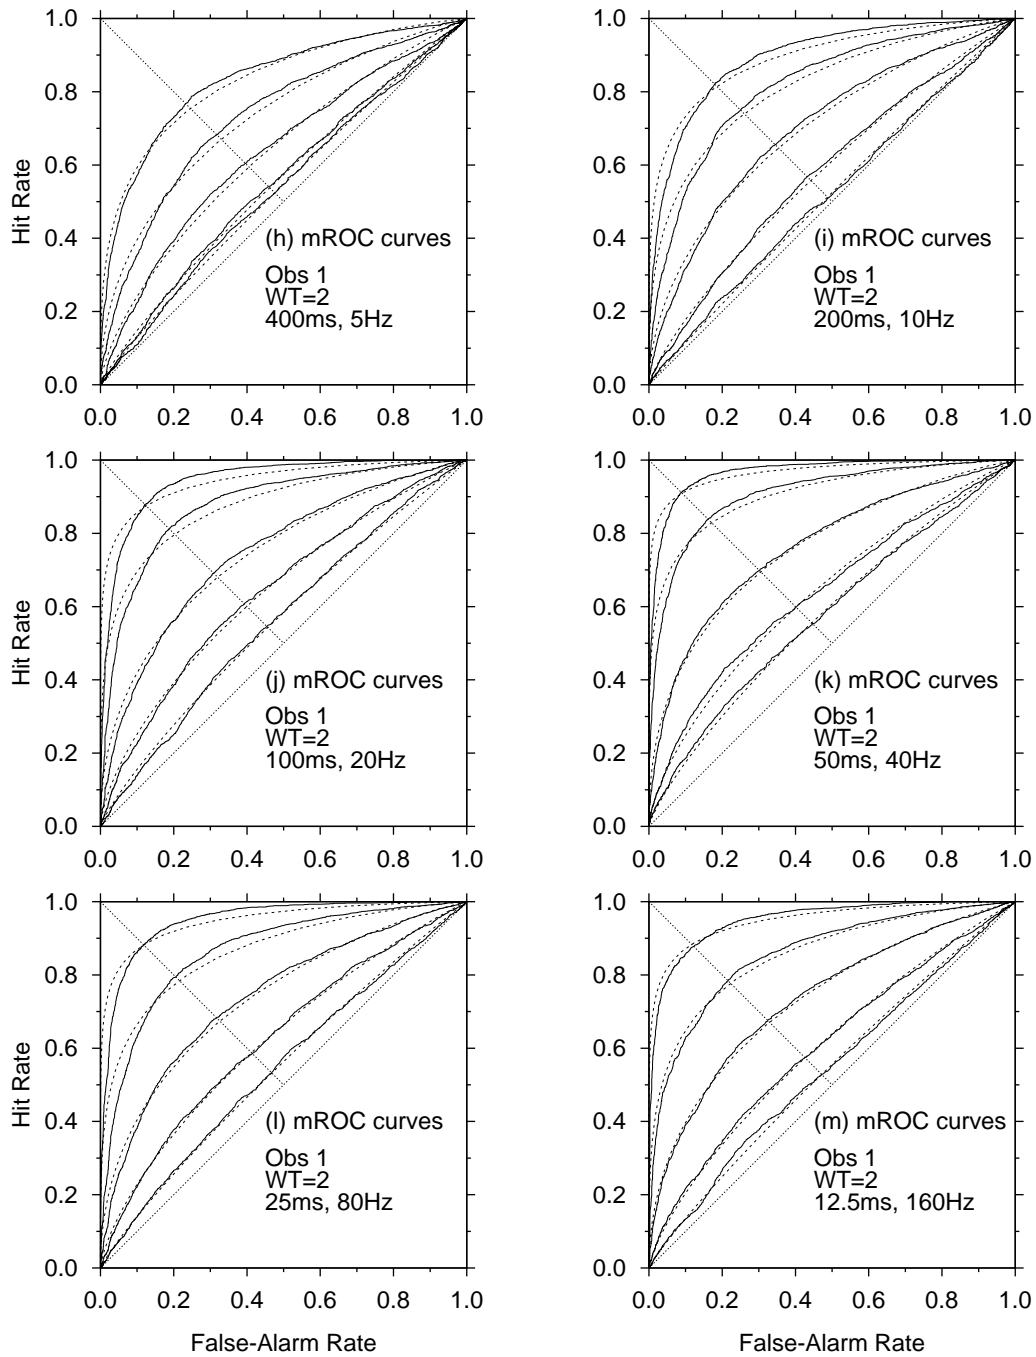 1.0
0.8
0.6
0.4
0.2
0.0
Hit Rate
(h) mROC curves
Obs 1
WT=2
400ms, 5Hz
0.0 0.2 0.4 0.6 0.8 1.0
1.0
0.8
0.6
0.4
0.2
0.0
(i) mROC curves
Obs 1
WT=2
200ms, 10Hz
0.0 0.2 0.4 0.6 0.8 1.0
1.0
0.8
0.6
0.4
0.2
0.0
Hit Rate
(j) mROC curves
Obs 1
WT=2
100ms, 20Hz
0.0 0.2 0.4 0.6 0.8 1.0
1.0
0.8
0.6
0.4
0.2
0.0
(k) mROC curves
Obs 1
WT=2
50ms, 40Hz
0.0 0.2 0.4 0.6 0.8 1.0
1.0
0.8
0.6
0.4
0.2
0.0
Hit Rate
(l) mROC curves
Obs 1
WT=2
25ms, 80Hz
0.0 0.2 0.4 0.6 0.8 1.0
False-Alarm Rate
1.0
0.8
0.6
0.4
0.2
0.0
(m) mROC curves
Obs 1
WT=2
12.5ms, 160Hz
0.0 0.2 0.4 0.6 0.8 1.0
False-Alarm Rate